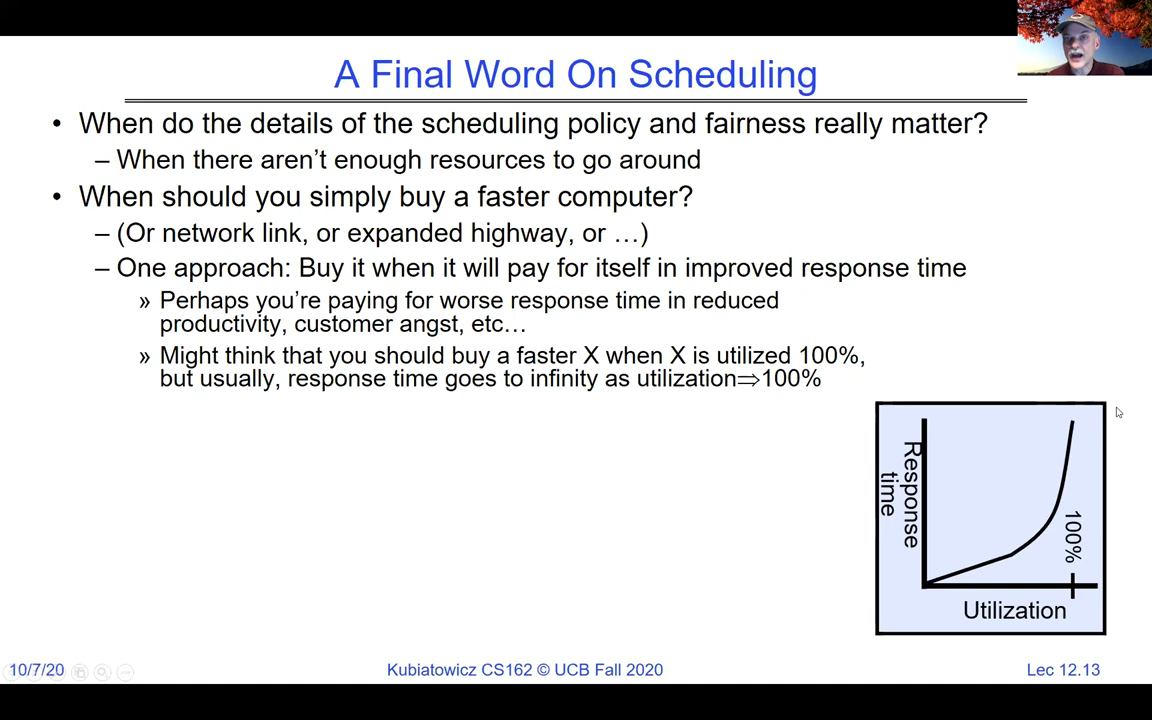 A Final Word On Scheduling
• When do the details of the scheduling policy and fairness really matter?
– When there aren’t enough resources to go around
• When should you simply buy a faster computer?
– (Or network link, or expanded highway, or …)
– One approach: Buy it when it will pay for itself in improved response time
» Perhaps you’re paying for worse response time in reduced
productivity, customer angst, etc…
» Might think that you should buy a faster X when X is utilized 100%,
but usually, response time goes to infinity as utilization⇒100%
Response
time
100%
Utilization
10/7/20
Kubiatowicz CS162 © UCB Fall 2020
Lec 12.13